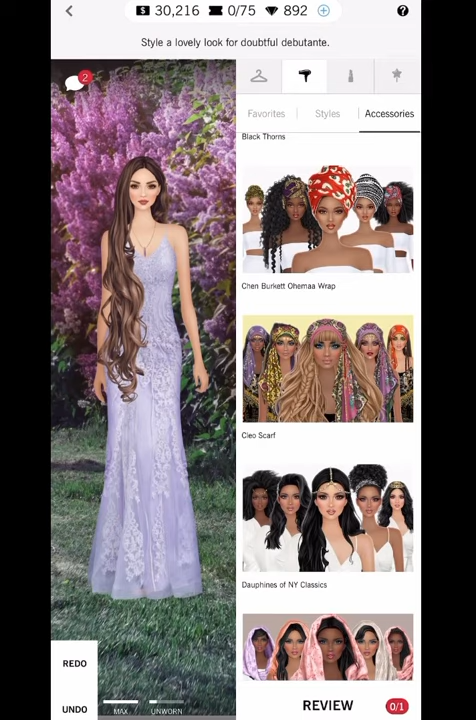 30,216 0/75 892
Style a lovely look for doubtful debutante.
2
Favorites Styles Accessories
Black Thorns
Chen Burkett Ohemaa Wrap
Cleo Scarf
Dauphines of NY Classics
REDO
UNDO
MAX UNWORN
REVIEW 0/1